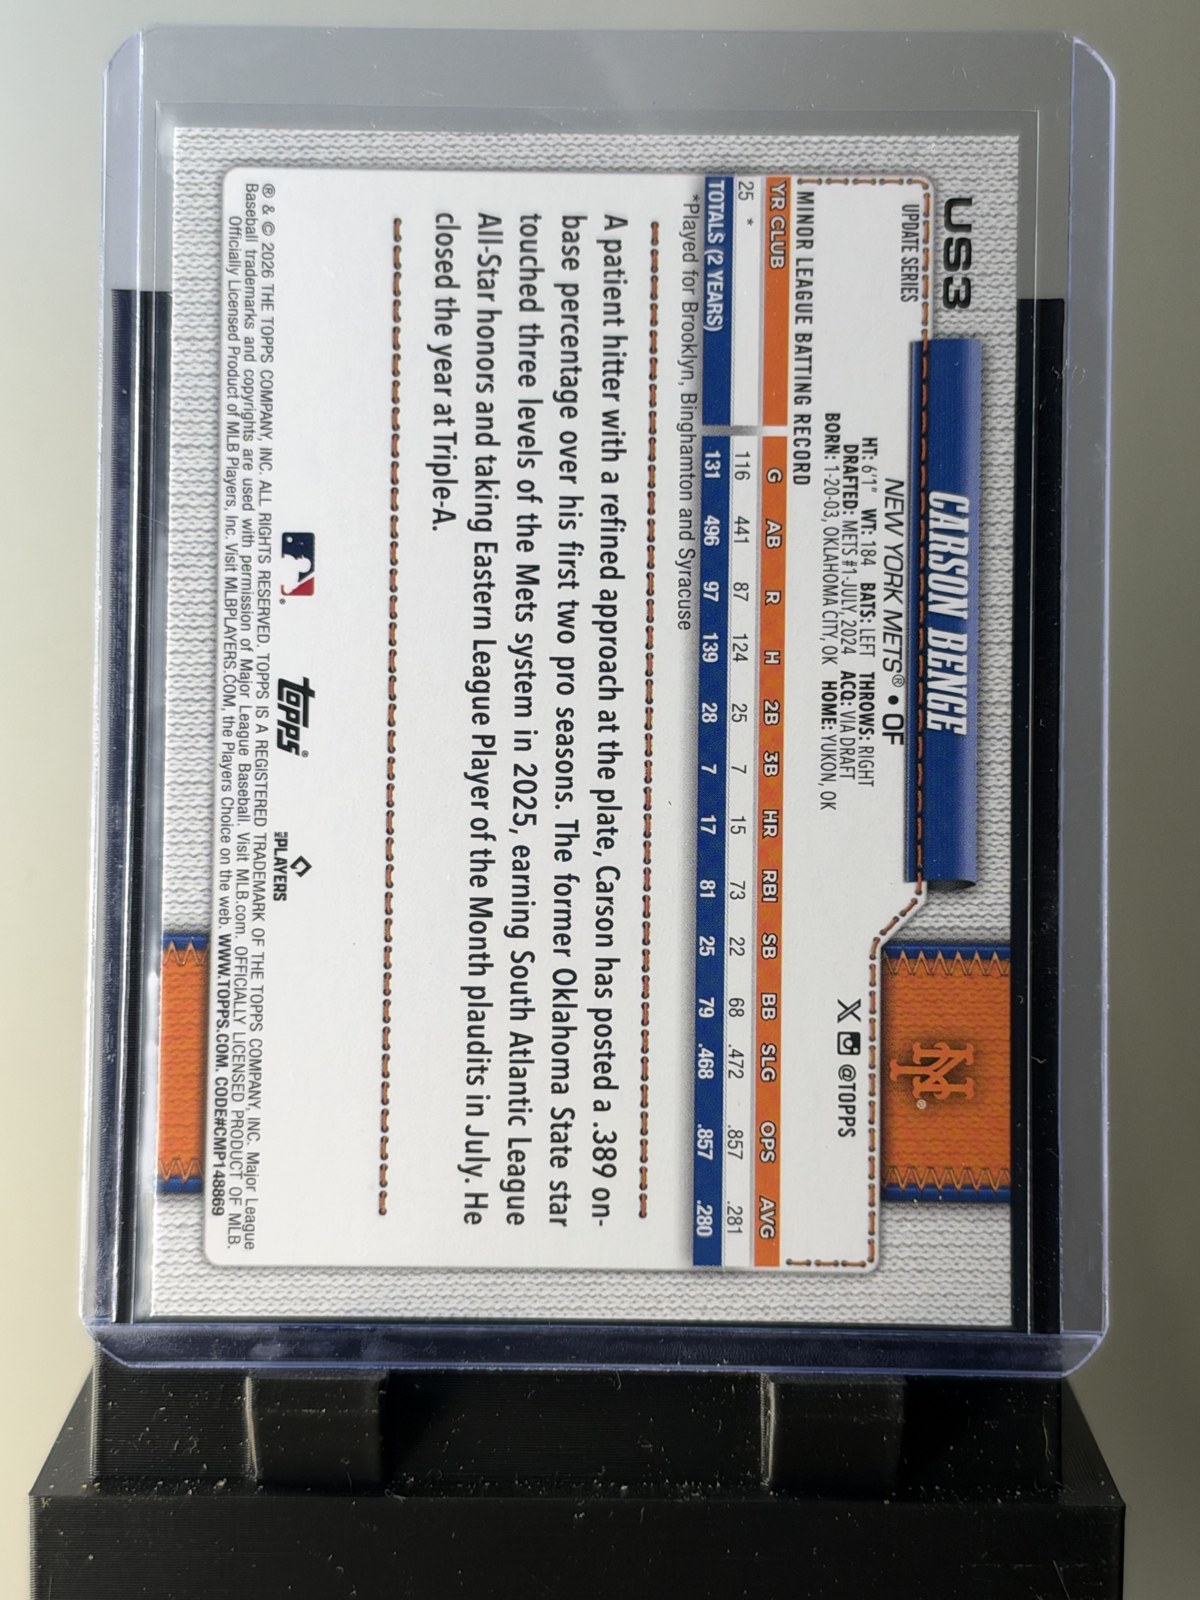 US3
UPDATE SERIES
CARSON BENGE
NEW YORK METS® • OF
HT: 6'1" WT: 184 BATS: LEFT THROWS: RIGHT
DRAFTED: METS #1-JULY, 2024 ACQ: VIA DRAFT
BORN: 1-20-03, OKLAHOMA CITY, OK HOME: YUKON, OK
NY®
X @TOPPS
MINOR LEAGUE BATTING RECORD
YR CLUB G AB R H 2B 3B HR RBI SB BB SLG OPS AVG
25 * 116 441 87 124 25 7 15 73 22 68 .472 .857 .281
TOTALS (2 YEARS) 131 496 97 139 28 7 17 81 25 79 .468 .857 .280
*Played for Brooklyn, Binghamton and Syracuse
A patient hitter with a refined approach at the plate, Carson has posted a .389 on-
base percentage over his first two pro seasons. The former Oklahoma State star
touched three levels of the Mets system in 2025, earning South Atlantic League
All-Star honors and taking Eastern League Player of the Month plaudits in July. He
closed the year at Triple-A.
topps®
MLB PLAYERS
® & © 2026 THE TOPPS COMPANY, INC. ALL RIGHTS RESERVED. TOPPS IS A REGISTERED TRADEMARK OF THE TOPPS COMPANY, INC. Major League
Baseball trademarks and copyrights are used with permission of Major League Baseball. Visit MLB.com. OFFICIALLY LICENSED PRODUCT OF MLB.
Officially Licensed Product of MLB Players, Inc. Visit MLBPLAYERS.COM, the Players Choice on the web. WWW.TOPPS.COM. CODE#CMP148869